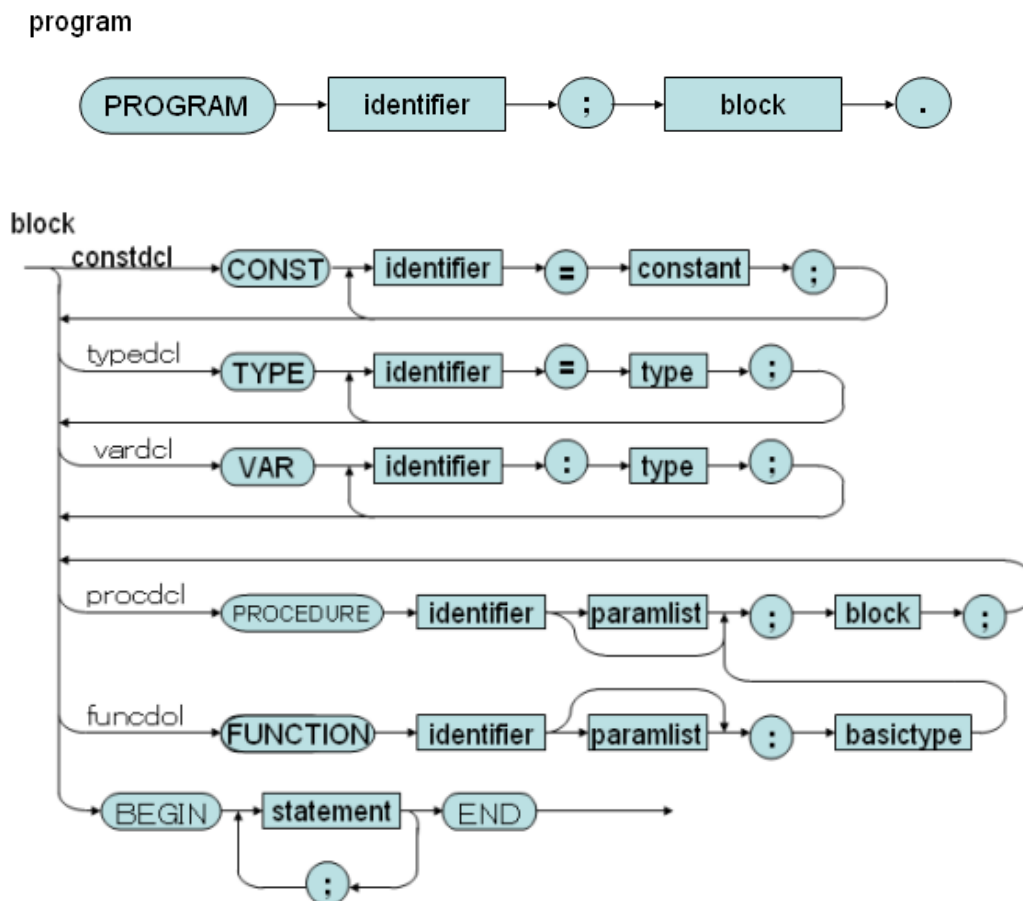 program
PROGRAM identifier ; block .
block
constdcl CONST identifier = constant ;
typedcl TYPE identifier = type ;
vardcl VAR identifier : type ;
procdcl PROCEDURE identifier paramlist ; block ;
funcdol FUNCTION identifier paramlist : basictype
BEGIN statement END
;